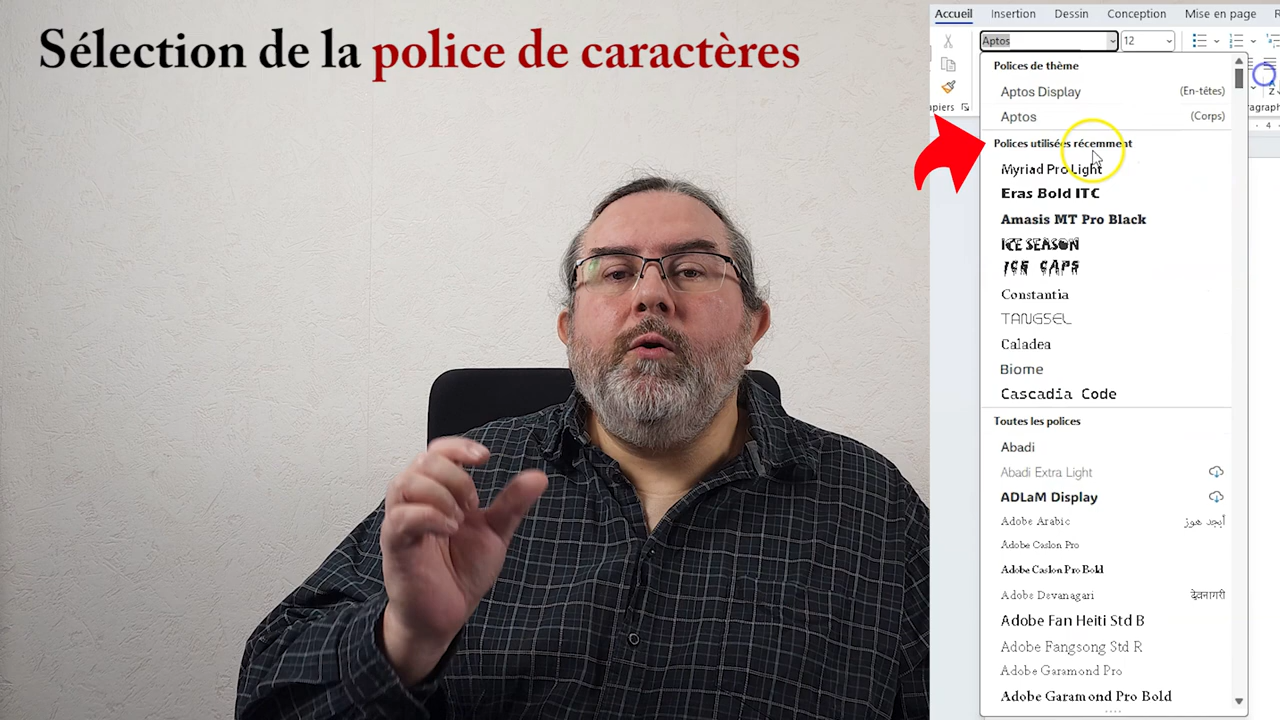 Sélection de la police de caractères
Accueil Insertion Dessin Conception Mise en page
Aptos 12
Polices de thème
Aptos Display (En-têtes)
Aptos (Corps)
Polices utilisées récemment
Myriad Pro Light
Eras Bold ITC
Amasis MT Pro Black
ICE SEASON
ICE CAPS
Constantia
TANGSEL
Caladea
Biome
Cascadia Code
Toutes les polices
Abadi
Abadi Extra Light
ADLaM Display
Adobe Arabic أبجد هوز
Adobe Caslon Pro
Adobe Caslon Pro Bold
Adobe Devanagari देवनागरी
Adobe Fan Heiti Std B
Adobe Fangsong Std R
Adobe Garamond Pro
Adobe Garamond Pro Bold